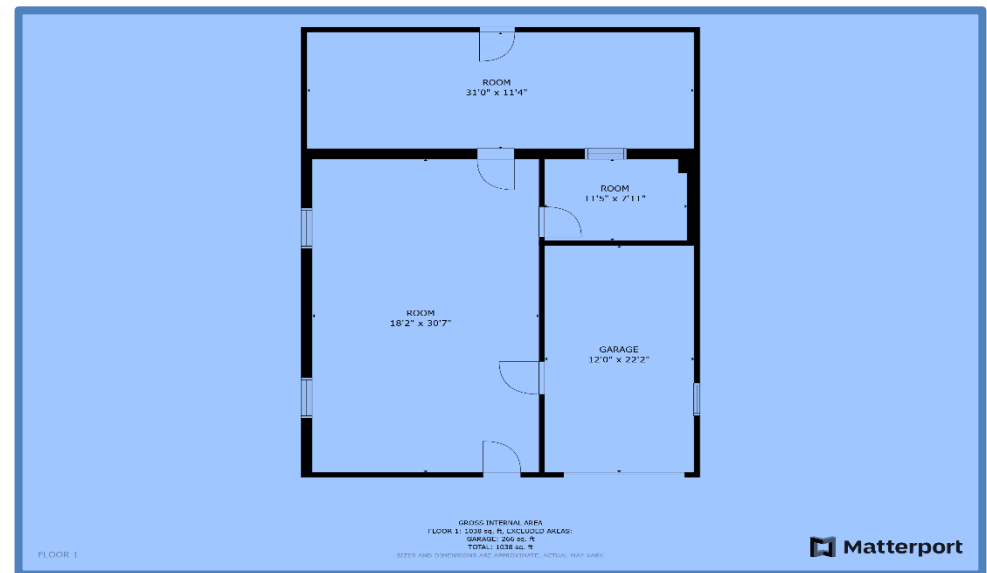 ROOM
31'0" x 11'4"
ROOM
11'5" x 7'11"
ROOM
18'2" x 30'7"
GARAGE
12'0" x 22'2"
GROSS INTERNAL AREA
FLOOR 1: 1038 sq. ft, EXCLUDED AREAS:
GARAGE: 266 sq. ft
TOTAL: 1038 sq. ft
SIZES AND DIMENSIONS ARE APPROXIMATE, ACTUAL MAY VARY.
FLOOR 1
Matterport